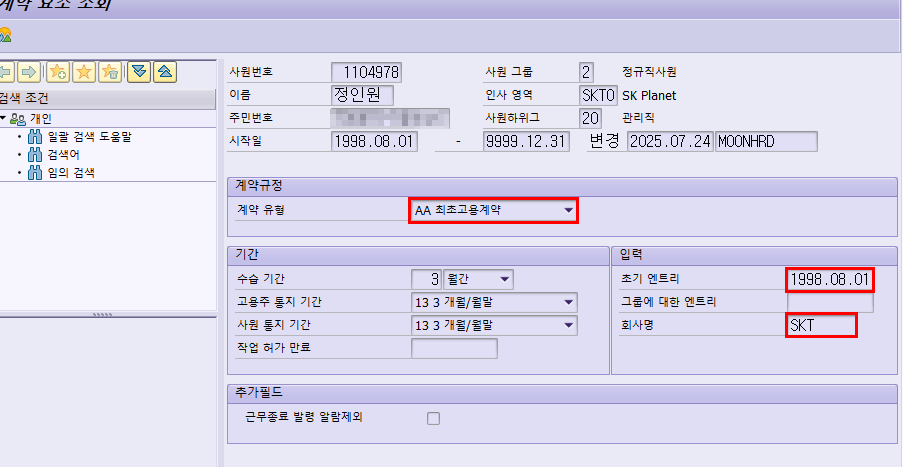 계약 요소 조회
검색 조건
개인
일괄 검색 도움말
검색어
임의 검색
사원번호 1104978 사원 그룹 2 정규직사원
이름 정인원 인사 영역 SKT0 SK Planet
주민번호 사원하위그 20 관리직
시작일 1998.08.01 - 9999.12.31 변경 2025.07.24 MOONHRD
계약규정
계약 유형 AA 최초고용계약
기간
수습 기간 3 월간
고용주 통지 기간 13 3 개월/월말
사원 통지 기간 13 3 개월/월말
작업 허가 만료
입력
초기 엔트리 1998.08.01
그룹에 대한 엔트리
회사명 SKT
추가필드
근무종료 발령 알람제외